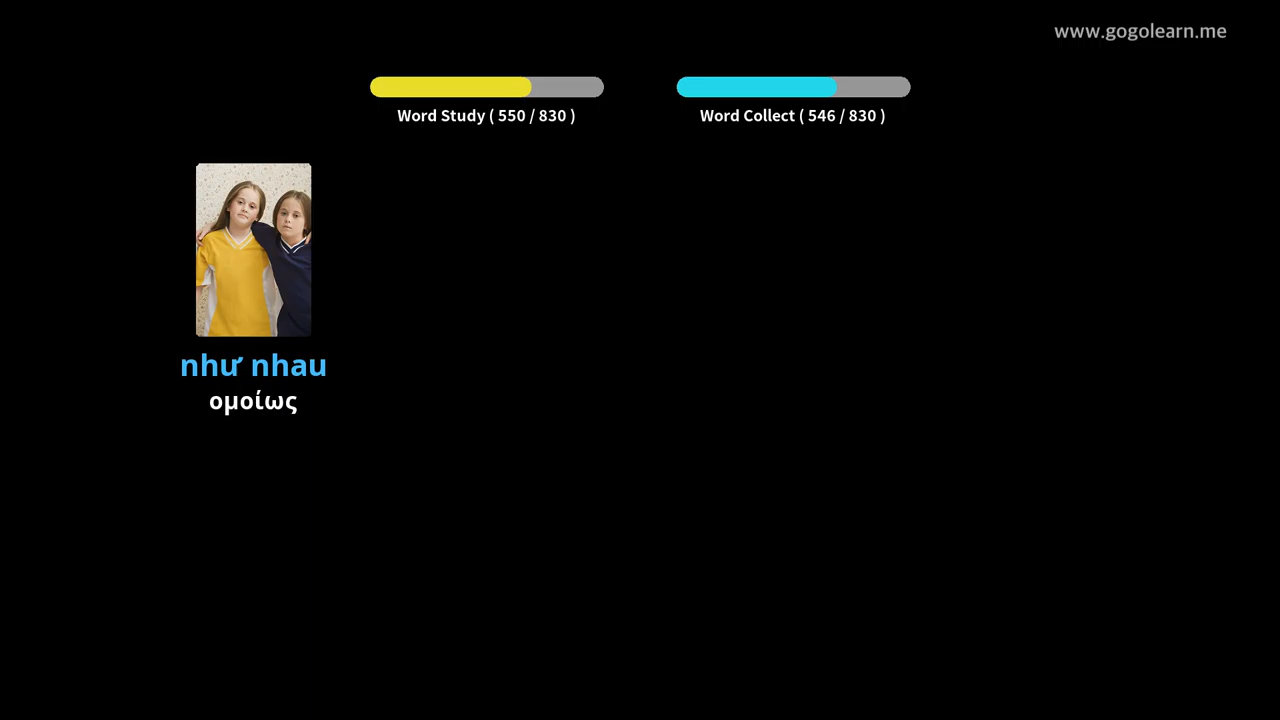 www.gogolearn.me
Word Study ( 550 / 830 )
Word Collect ( 546 / 830 )
như nhau
ομοίως